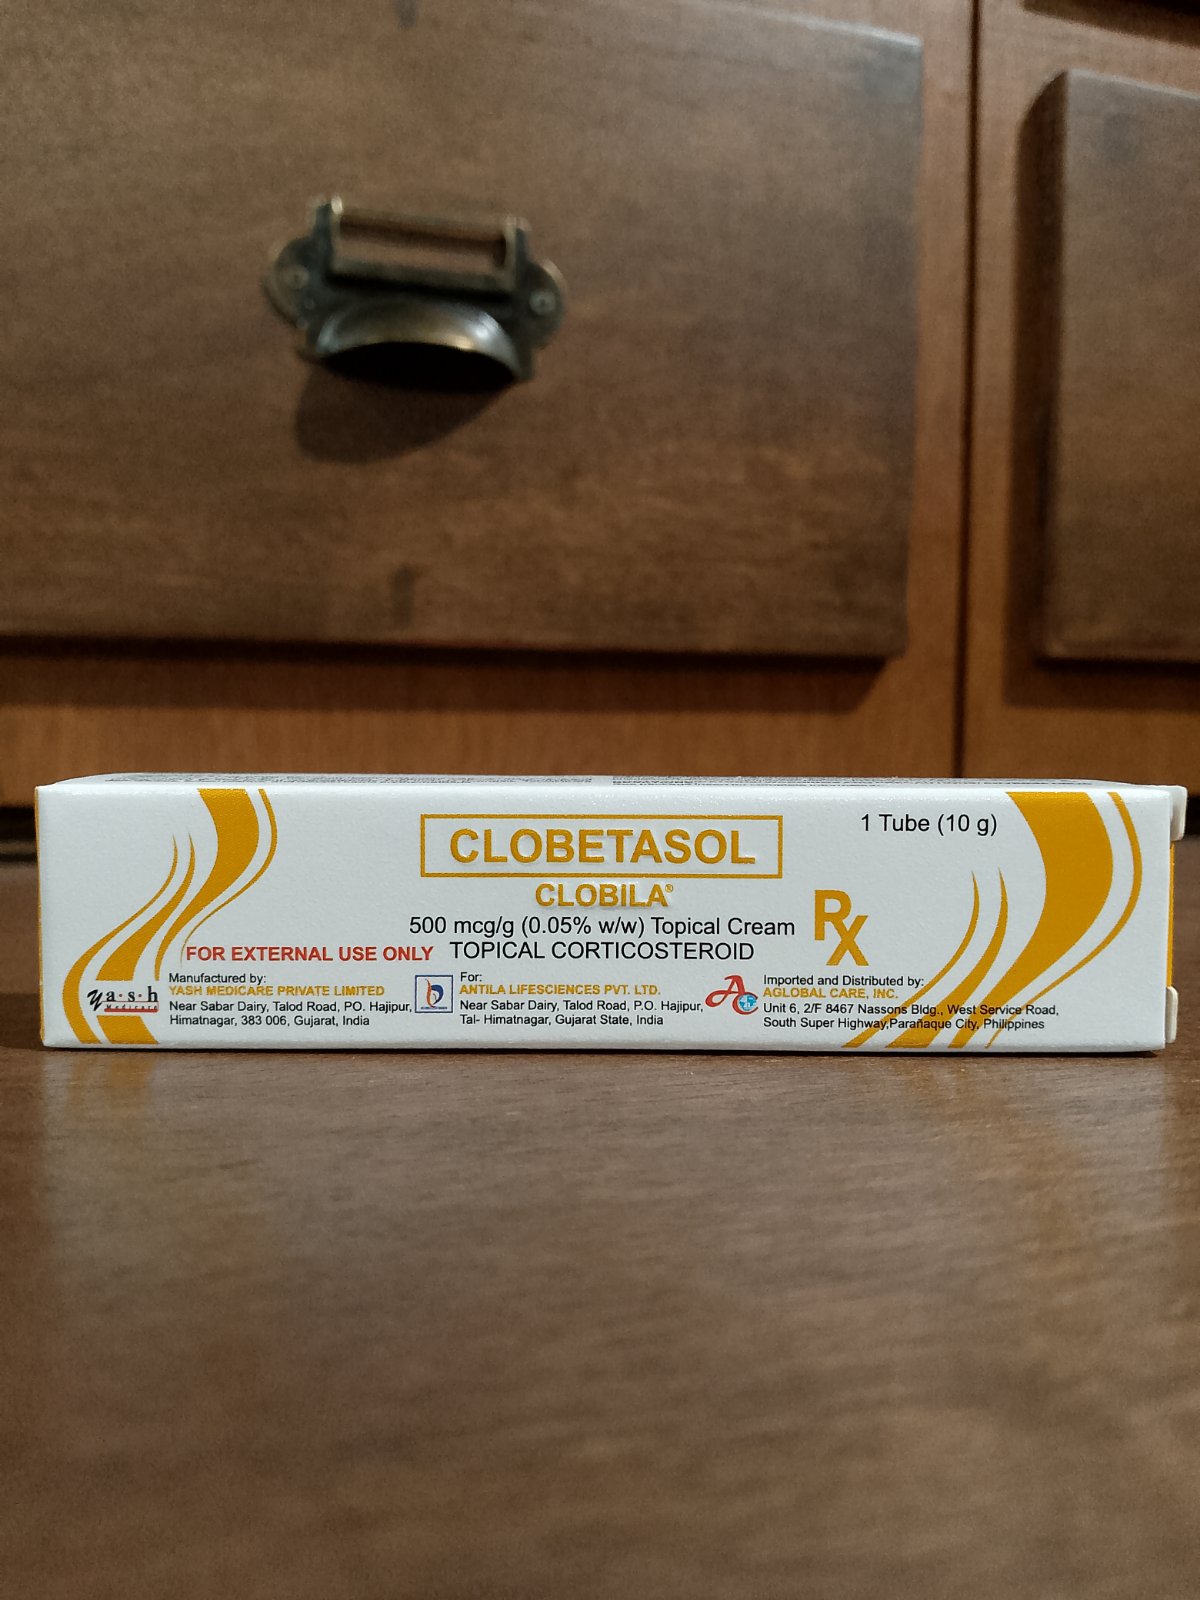 CLOBETASOL
1 Tube (10 g)
CLOBILA®
500 mcg/g (0.05% w/w) Topical Cream
Rx
FOR EXTERNAL USE ONLY TOPICAL CORTICOSTEROID
yash
Medicare
Manufactured by:
YASH MEDICARE PRIVATE LIMITED
Near Sabar Dairy, Talod Road, PO. Hajipur,
Himatnagar, 383 006, Gujarat, India
For:
ANTILA LIFESCIENCES PVT. LTD.
Near Sabar Dairy, Talod Road, P.O. Hajipur,
Tal- Himatnagar, Gujarat State, India
AC
Imported and Distributed by:
AGLOBAL CARE, INC.
Unit 6, 2/F 8467 Nassons Bldg., West Service Road,
South Super Highway,Parañaque City, Philippines